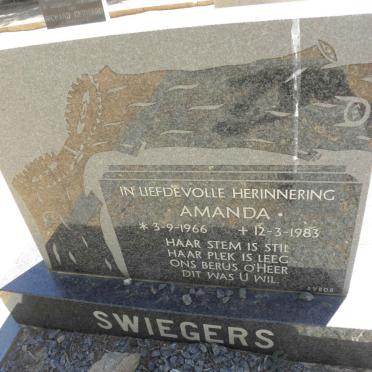 IN LIEFDEVOLLE HERINNERING
AMANDA •
* 3-9-1966 + 12-3-1983
HAAR STEM IS STIL
HAAR PLEK IS LEEG
ONS BERUS O'HEER
DIT WAS U WIL.
SWIEGERS